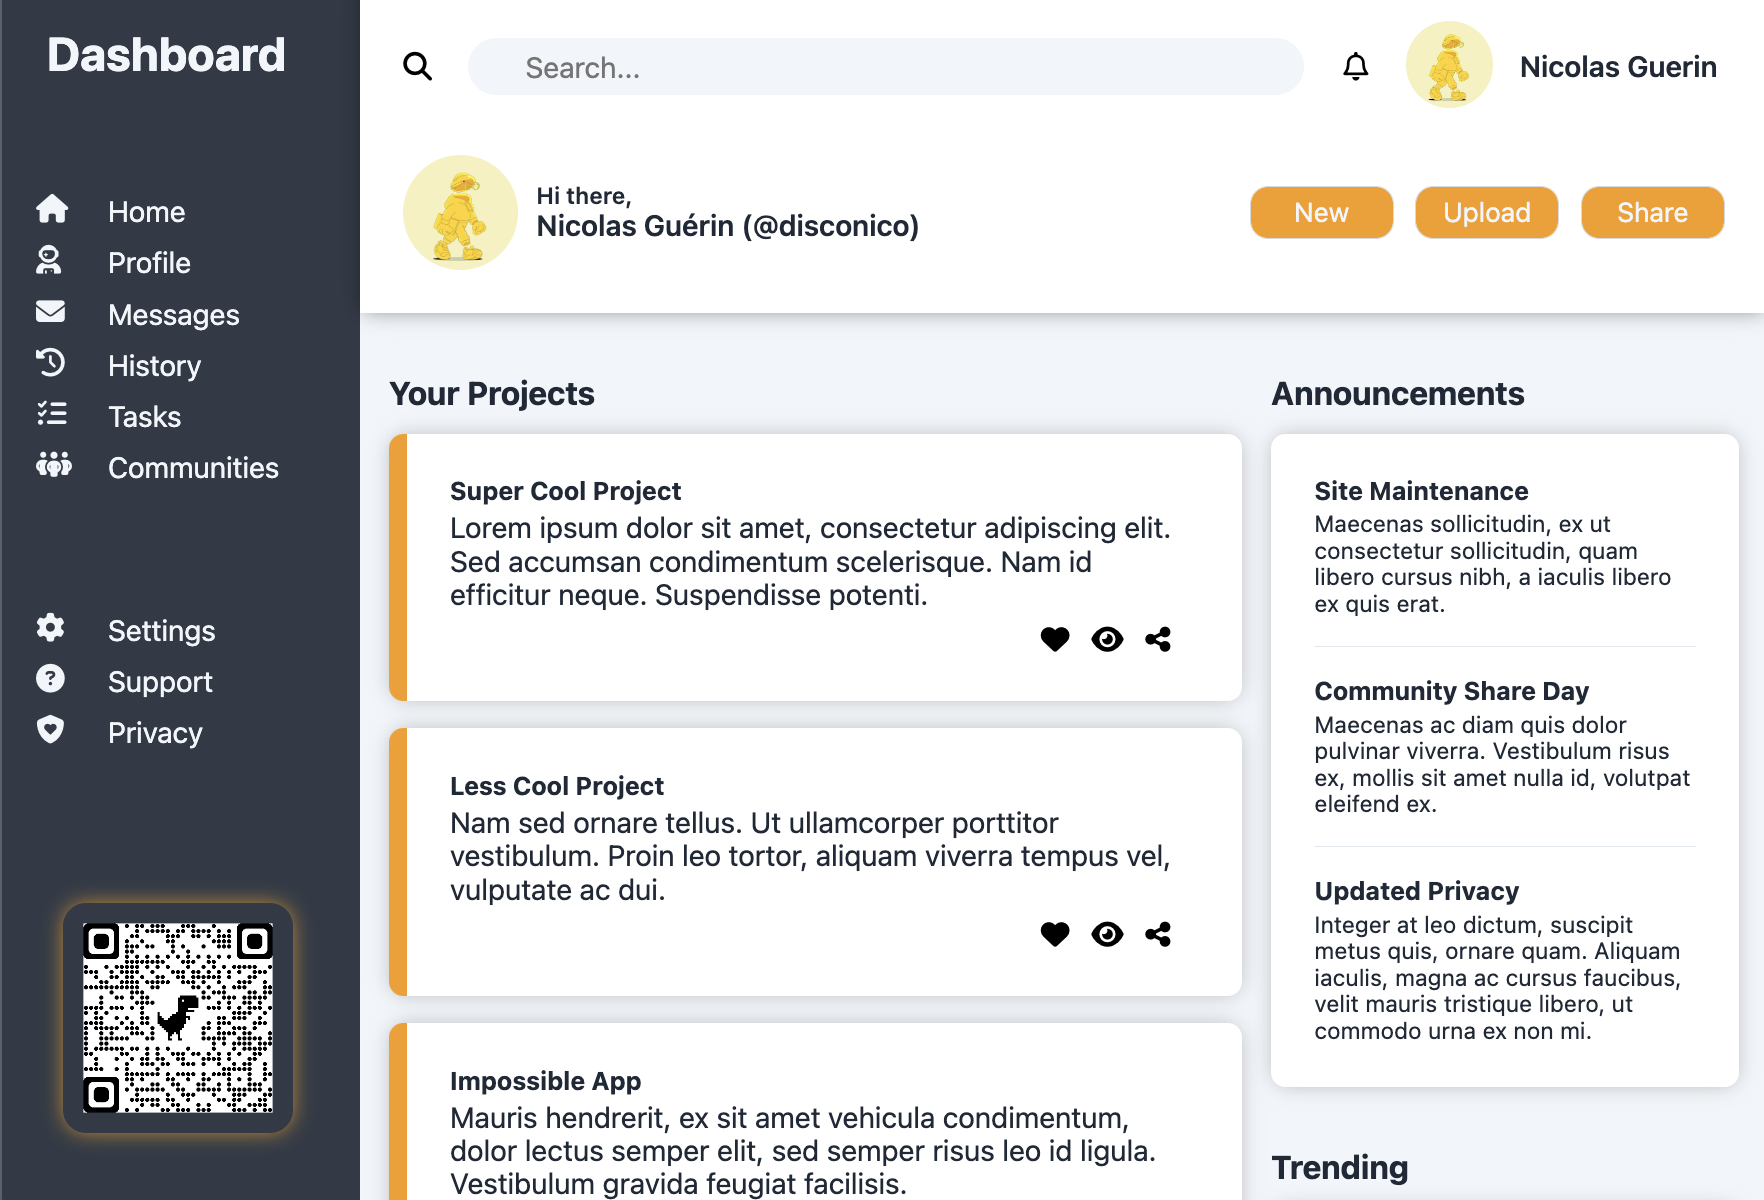 Dashboard
Home
Profile
Messages
History
Tasks
Communities
Settings
Support
Privacy
Search...
Nicolas Guerin
Hi there,
Nicolas Guérin (@disconico)
New
Upload
Share
Your Projects
Super Cool Project
Lorem ipsum dolor sit amet, consectetur adipiscing elit.
Sed accumsan condimentum scelerisque. Nam id
efficitur neque. Suspendisse potenti.
Less Cool Project
Nam sed ornare tellus. Ut ullamcorper porttitor
vestibulum. Proin leo tortor, aliquam viverra tempus vel,
vulputate ac dui.
Impossible App
Mauris hendrerit, ex sit amet vehicula condimentum,
dolor lectus semper elit, sed semper risus leo id ligula.
Vestibulum gravida feugiat facilisis.
Announcements
Site Maintenance
Maecenas sollicitudin, ex ut
consectetur sollicitudin, quam
libero cursus nibh, a iaculis libero
ex quis erat.
Community Share Day
Maecenas ac diam quis dolor
pulvinar viverra. Vestibulum risus
ex, mollis sit amet nulla id, volutpat
eleifend ex.
Updated Privacy
Integer at leo dictum, suscipit
metus quis, ornare quam. Aliquam
iaculis, magna ac cursus faucibus,
velit mauris tristique libero, ut
commodo urna ex non mi.
Trending